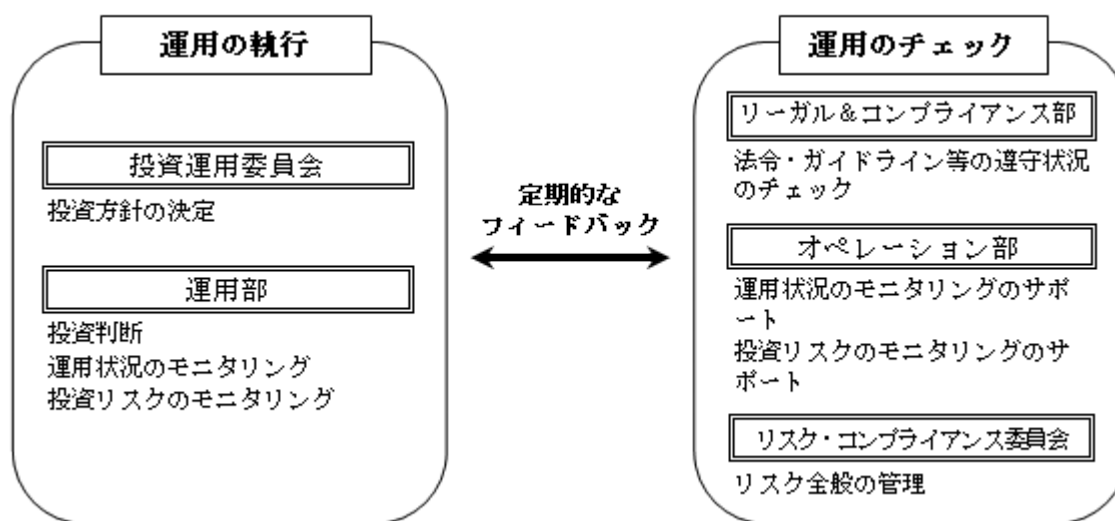 運用の執行
投資運用委員会
投資方針の決定
運用部
投資判断
運用状況のモニタリング
投資リスクのモニタリング
定期的な
フィードバック
運用のチェック
リーガル＆コンプライアンス部
法令・ガイドライン等の遵守状況
のチェック
オペレーション部
運用状況のモニタリングのサポ
ート
投資リスクのモニタリングのサ
ポート
リスク・コンプライアンス委員会
リスク全般の管理